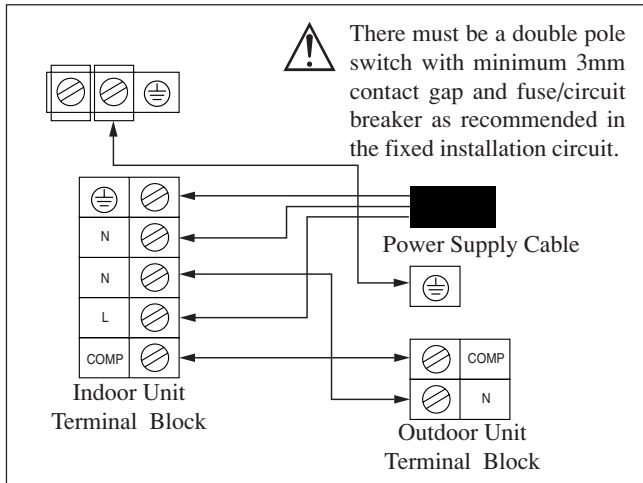 There must be a double pole
switch with minimum 3mm
contact gap and fuse/circuit
breaker as recommended in
the fixed installation circuit.
N
N
L
COMP
Indoor Unit
Terminal Block
Power Supply Cable
COMP
N
Outdoor Unit
Terminal Block